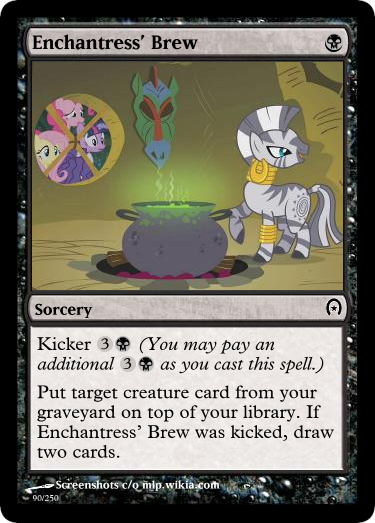 Enchantress' Brew
Sorcery
Kicker 3 (You may pay an
additional 3 as you cast this spell.)
Put target creature card from your
graveyard on top of your library. If
Enchantress' Brew was kicked, draw
two cards.
Screenshots c/o mlp.wikia.com
90/250